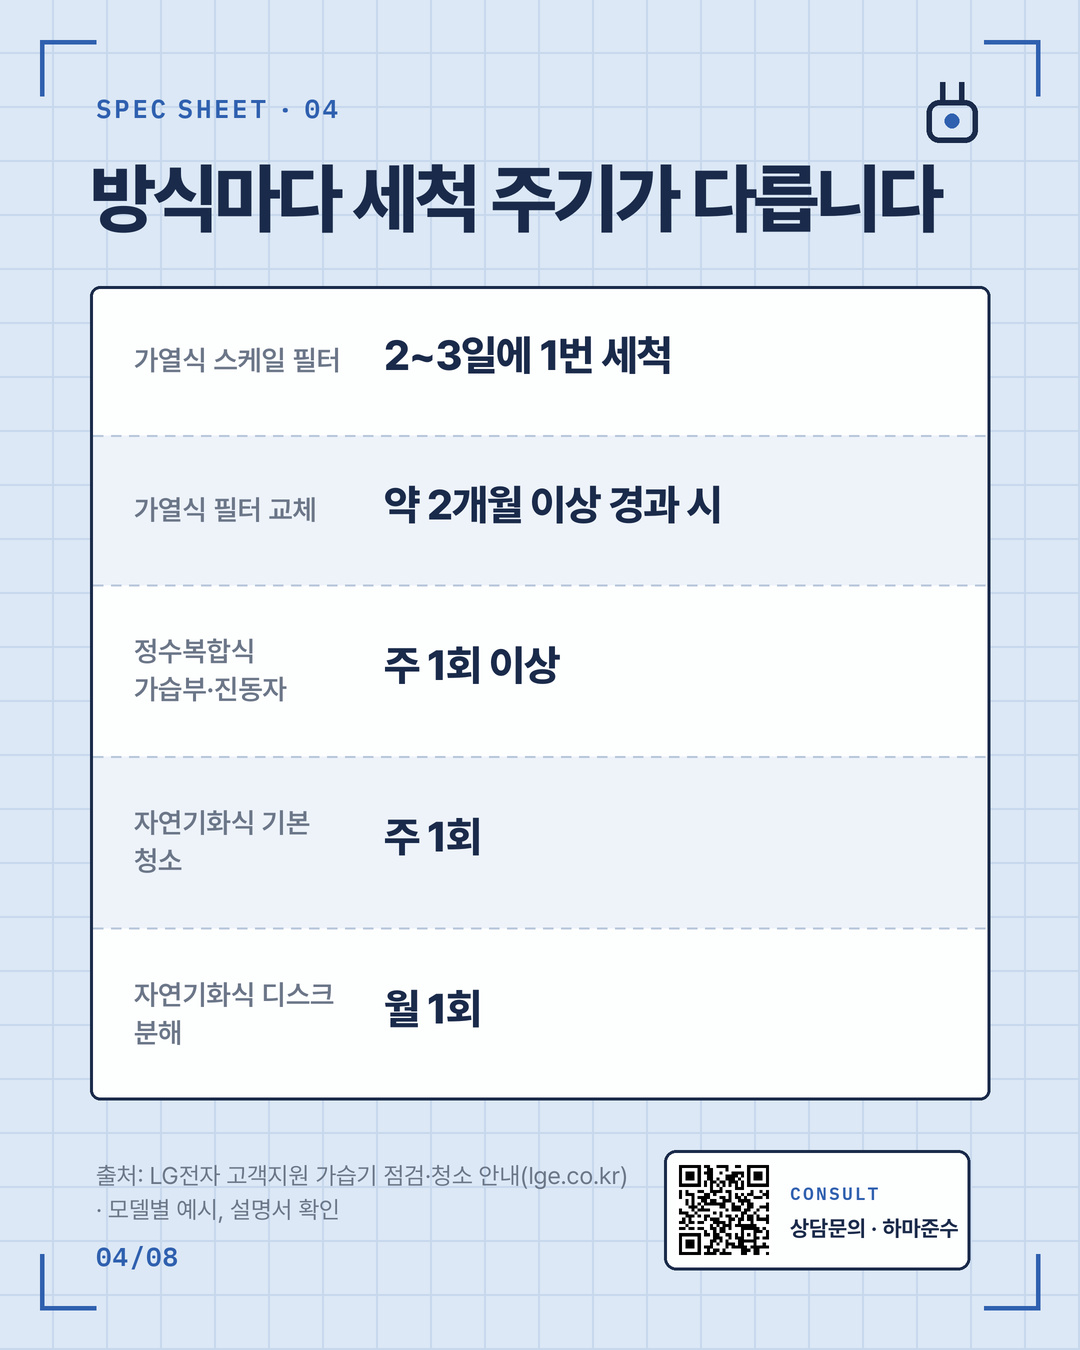 SPEC SHEET · 04
방식마다 세척 주기가 다릅니다
가열식 스케일 필터
2~3일에 1번 세척
가열식 필터 교체
약 2개월 이상 경과 시
정수복합식
가습부·진동자
주 1회 이상
자연기화식 기본
청소
주 1회
자연기화식 디스크
분해
월 1회
출처: LG전자 고객지원 가습기 점검·청소 안내(lge.co.kr)
· 모델별 예시, 설명서 확인
04/08
CONSULT
상담문의 · 하마준수